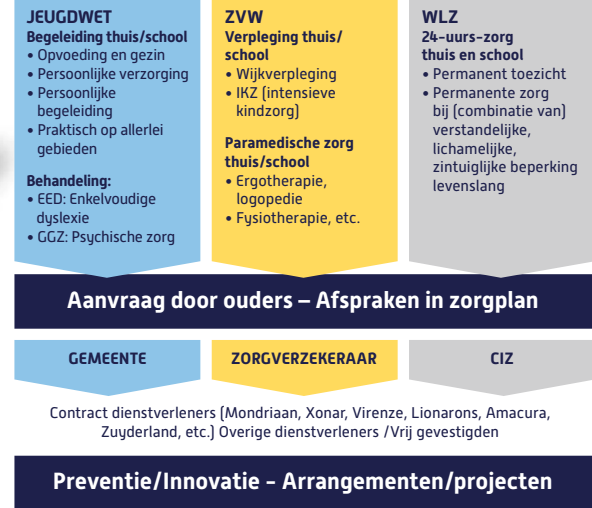 JEUGDWET
Begeleiding thuis/school
• Opvoeding en gezin
• Persoonlijke verzorging
• Persoonlijke
begeleiding
• Praktisch op allerlei
gebieden
Behandeling:
• EED: Enkelvoudige
dyslexie
• GGZ: Psychische zorg
ZVW
Verpleging thuis/
school
• Wijkverpleging
• IKZ (intensieve
kindzorg)
Paramedische zorg
thuis/school
• Ergotherapie,
logopedie
• Fysiotherapie, etc.
WLZ
24-uurs-zorg
thuis en school
• Permanent toezicht
• Permanente zorg
bij (combinatie van)
verstandelijke,
lichamelijke,
zintuiglijke beperking
levenslang
Aanvraag door ouders – Afspraken in zorgplan
GEMEENTE
ZORGVERZEKERAAR
CIZ
Contract dienstverleners (Mondriaan, Xonar, Virenze, Lionarons, Amacura,
Zuyderland, etc.) Overige dienstverleners /Vrij gevestigden
Preventie/Innovatie - Arrangementen/projecten